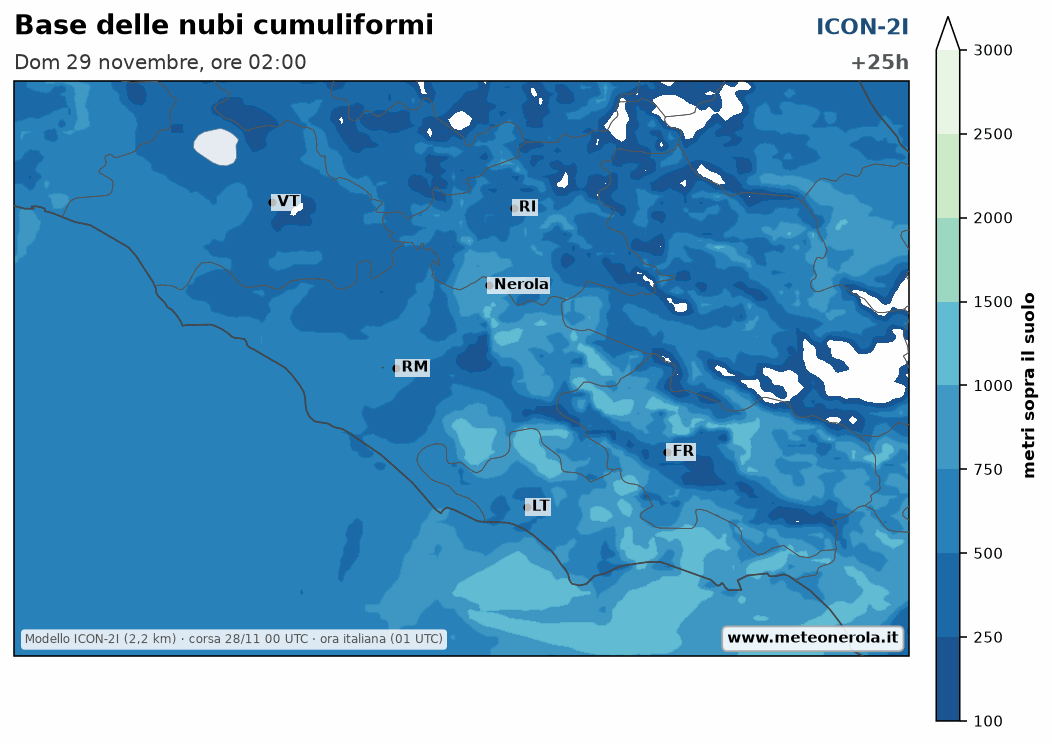 Base delle nubi cumuliformi
ICON-2I
Dom 29 novembre, ore 02:00
+25h
VT
RI
Nerola
RM
FR
LT
Modello ICON-2I (2,2 km) · corsa 28/11 00 UTC · ora italiana (01 UTC)
www.meteonerola.it
3000
2500
2000
1500
1000
750
500
250
100
metri sopra il suolo